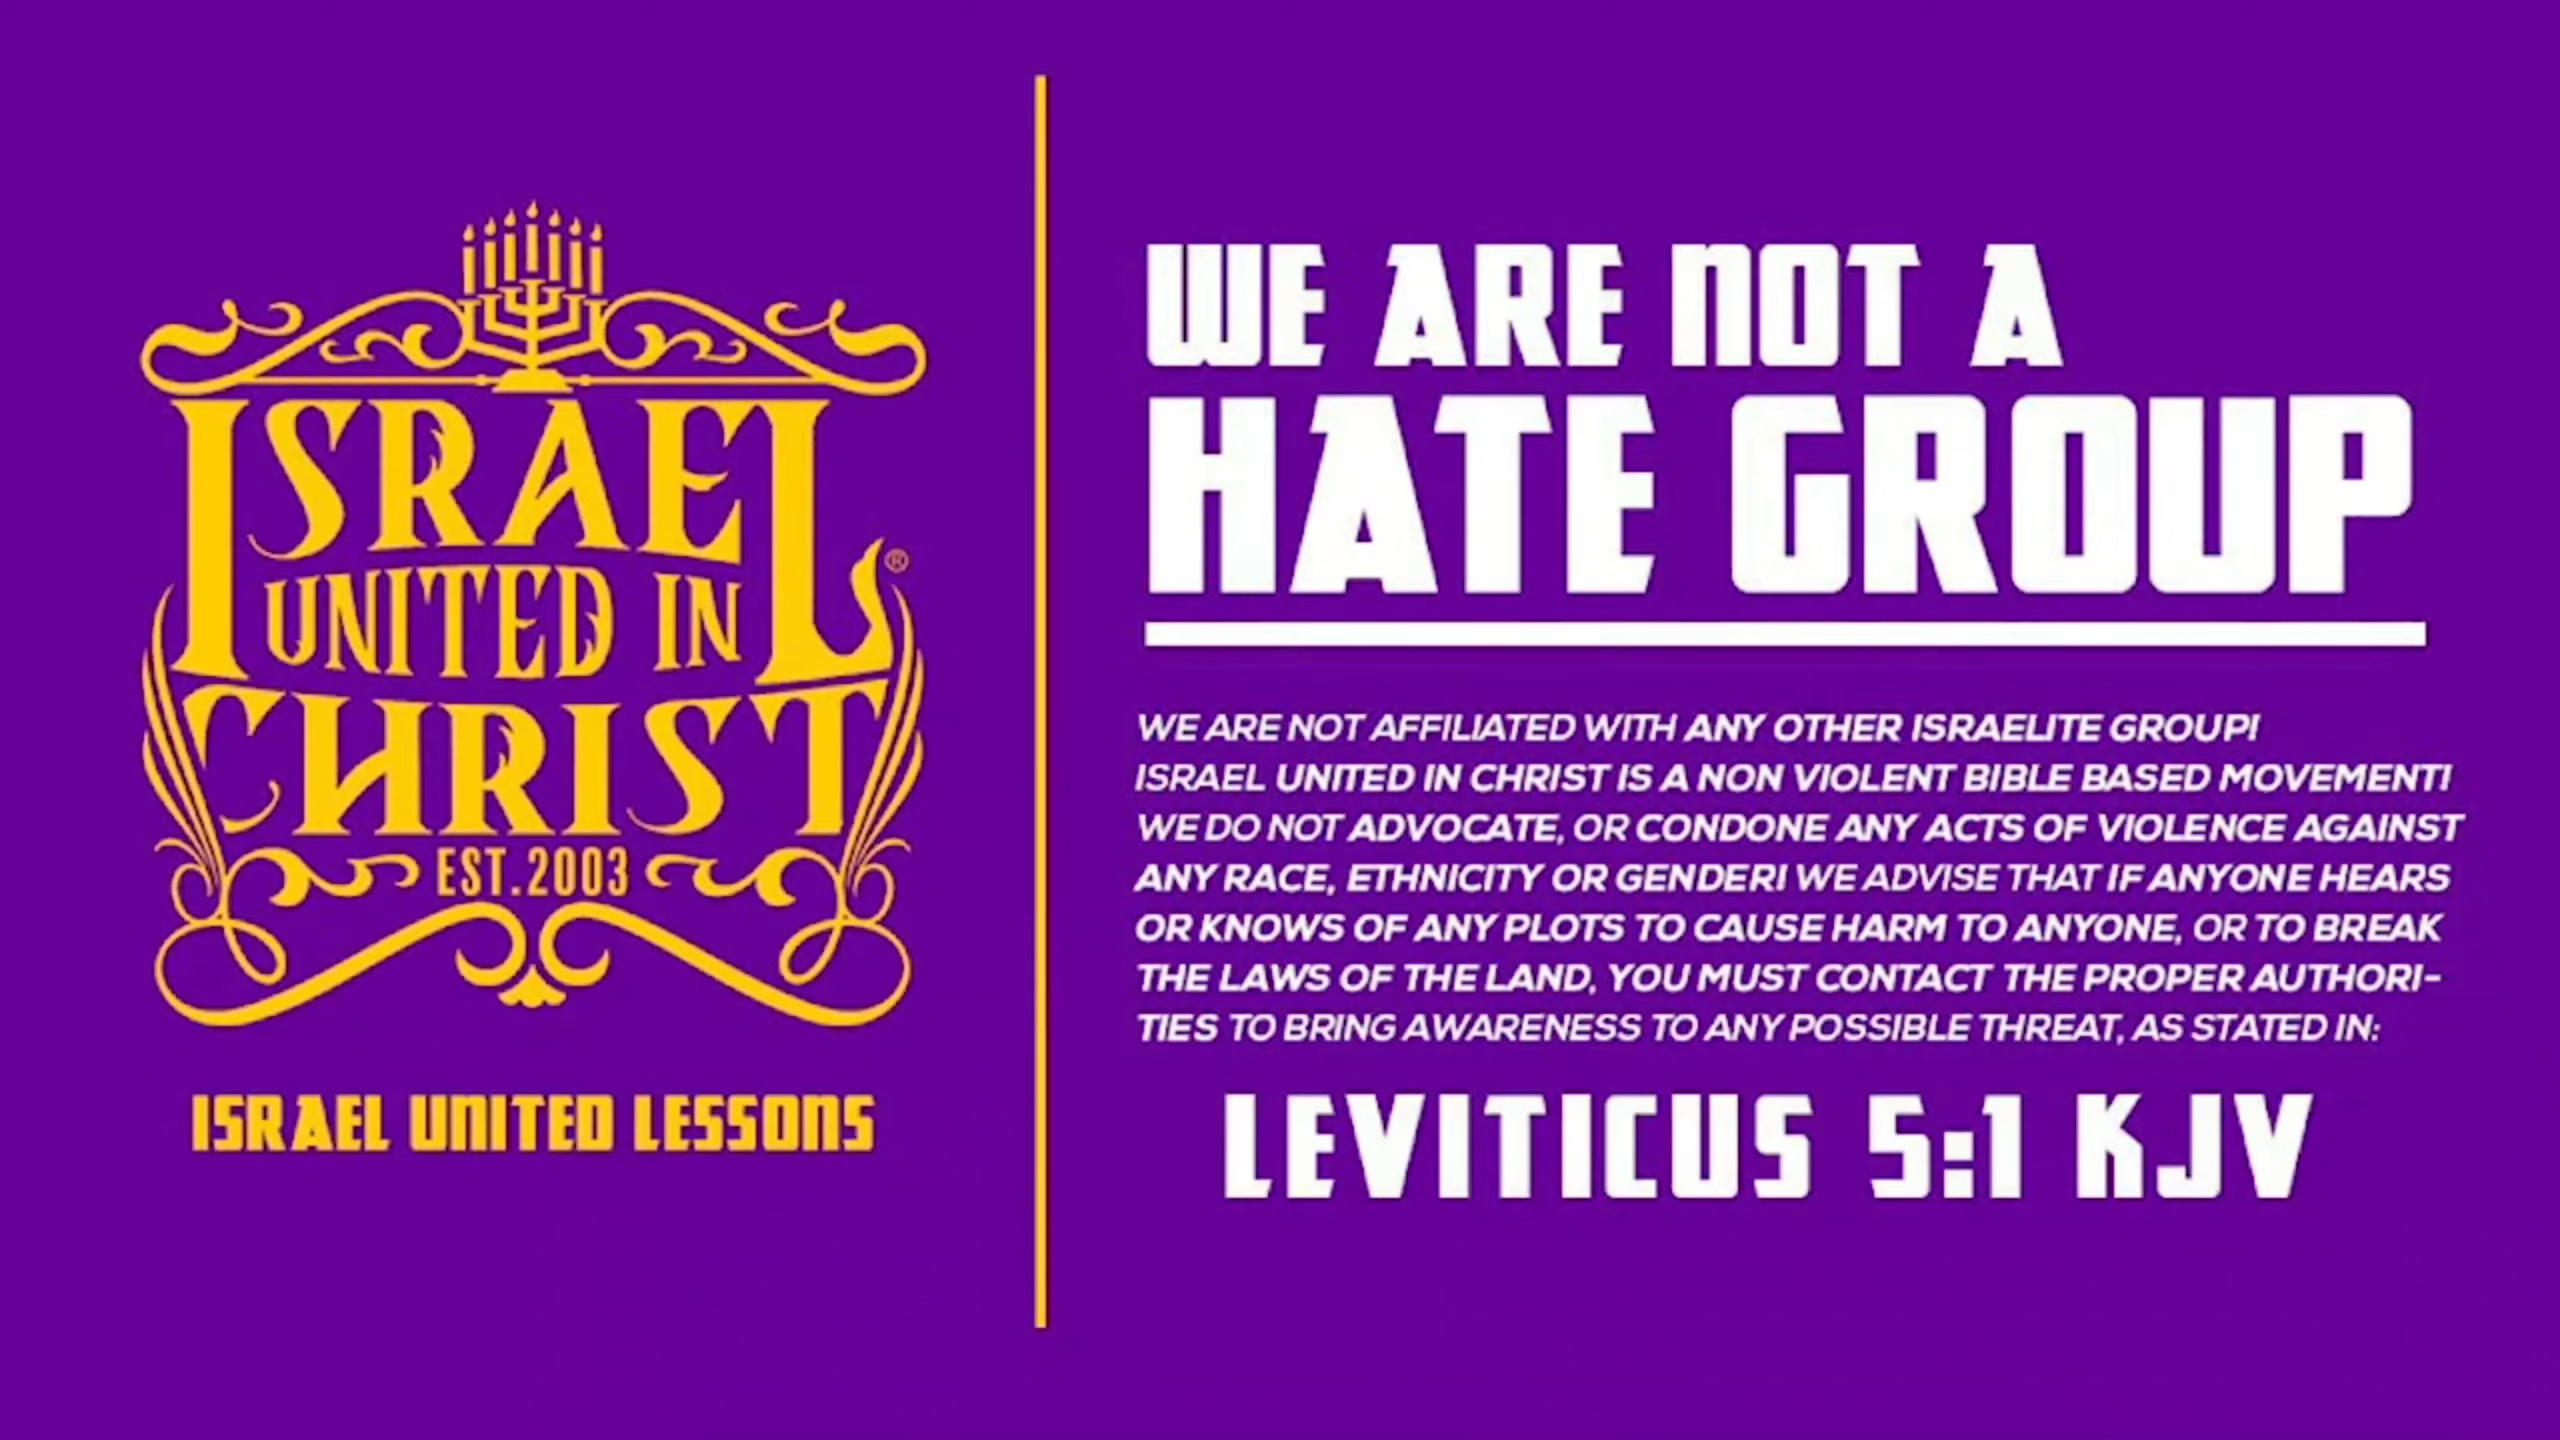 ISRAEL
UNITED IN
CHRIST
®
EST.2003
ISRAEL UNITED LESSONS
WE ARE NOT A
HATE GROUP
WE ARE NOT AFFILIATED WITH ANY OTHER ISRAELITE GROUP!
ISRAEL UNITED IN CHRIST IS A NON VIOLENT BIBLE BASED MOVEMENT!
WE DO NOT ADVOCATE, OR CONDONE ANY ACTS OF VIOLENCE AGAINST
ANY RACE, ETHNICITY OR GENDER! WE ADVISE THAT IF ANYONE HEARS
OR KNOWS OF ANY PLOTS TO CAUSE HARM TO ANYONE, OR TO BREAK
THE LAWS OF THE LAND, YOU MUST CONTACT THE PROPER AUTHORI-
TIES TO BRING AWARENESS TO ANY POSSIBLE THREAT, AS STATED IN:
LEVITICUS 5:1 KJV